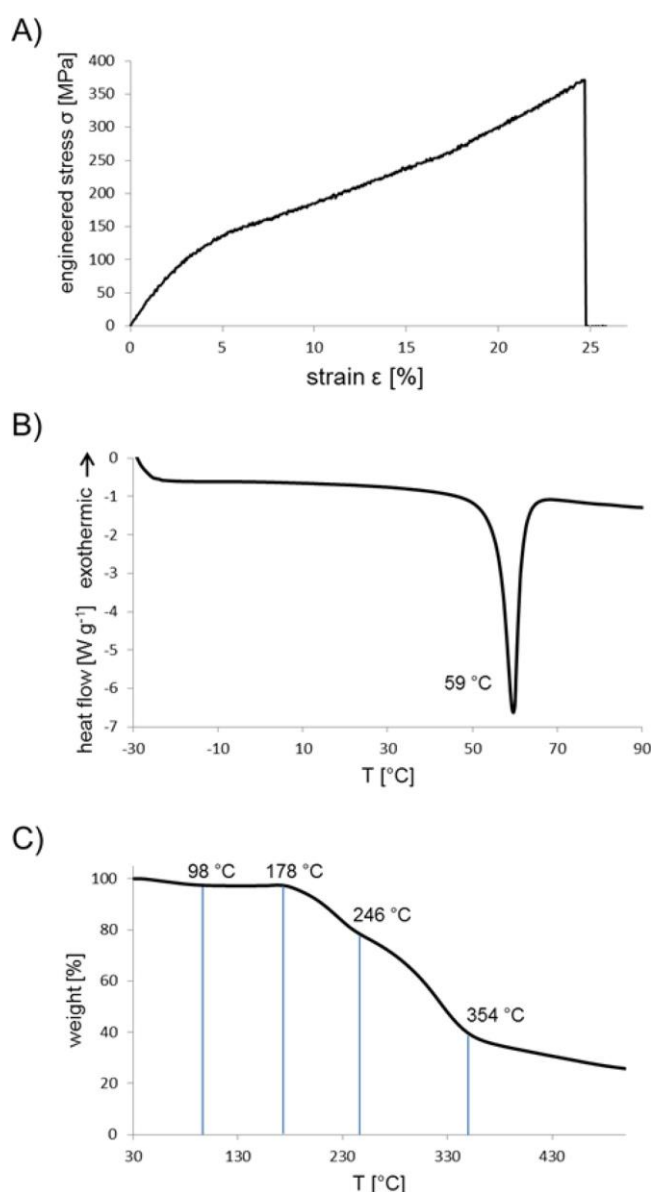 A)
engineered stress σ [MPa]
400
350
300
250
200
150
100
50
0
0 5 10 15 20 25
strain ε [%]
B)
heat flow [W g⁻¹] exothermic →
0
-1
-2
-3
-4
-5
-6
-7
59 °C
-30 -10 10 30 50 70 90
T [°C]
C)
weight [%]
100
80
60
40
20
0
98 °C 178 °C
246 °C
354 °C
30 130 230 330 430
T [°C]